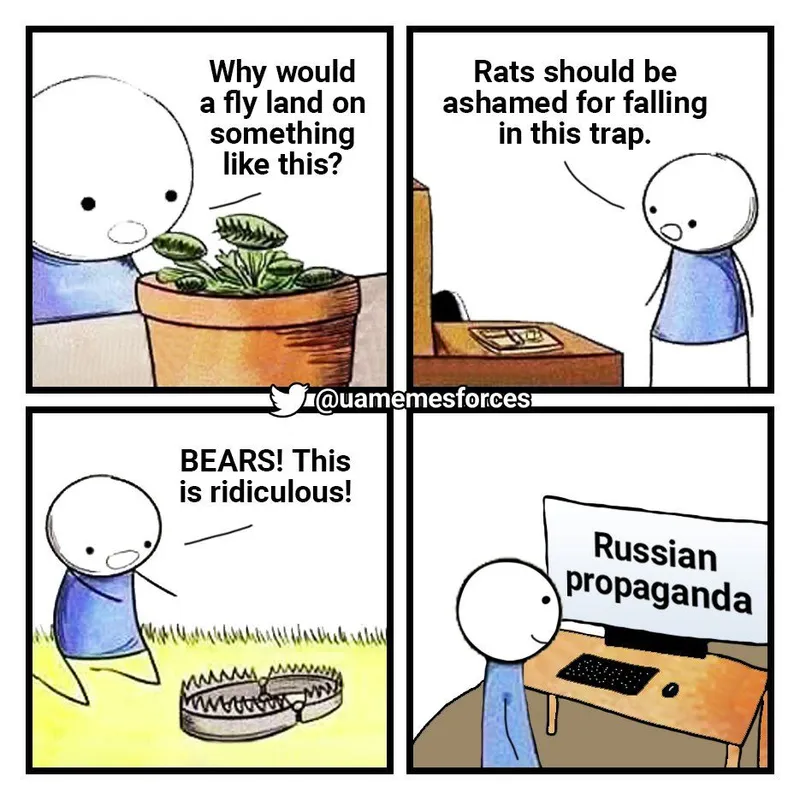 Why would
a fly land on
something
like this?
Rats should be
ashamed for falling
in this trap.
@uamemesforces
BEARS! This
is ridiculous!
Russian
propaganda